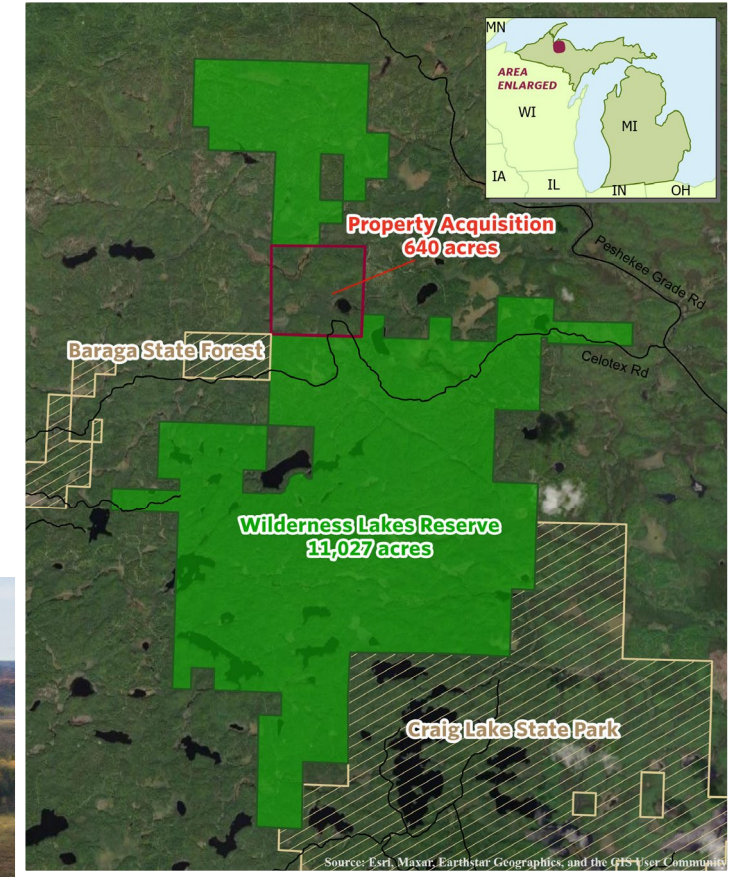 MN
AREA
ENLARGED
WI
MI
IA
IL
IN
OH
Property Acquisition
640 acres
Peshekee Grade Rd
Baraga State Forest
Celotex Rd
Wilderness Lakes Reserve
11,027 acres
Craig Lake State Park
Source: Esri, Maxar, Earthstar Geographics, and the GIS User Community